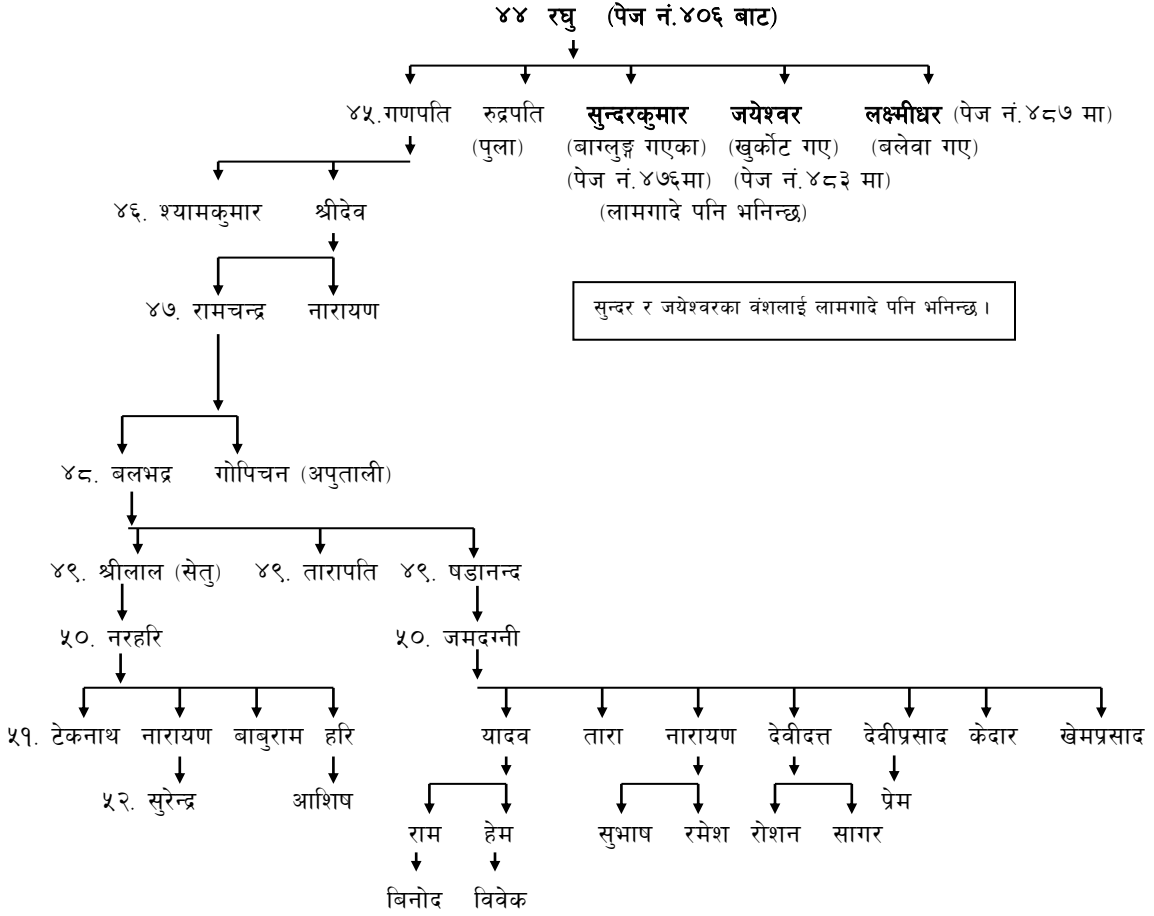 ४४ रघु (पेज नं.४०६ बाट)
४५.गणपति रुद्रपति सुन्दरकुमार जयेश्वर लक्ष्मीधर (पेज नं.४८७ मा)
(पुला) (बाग्लुङ्ग गएका) (खुर्कोट गए) (बलेवा गए)
(पेज नं.४७६मा) (पेज नं.४८३ मा)
४६. श्यामकुमार श्रीदेव (लामगादे पनि भनिन्छ)
४७. रामचन्द्र नारायण
सुन्दर र जयेश्वरका वंशलाई लामगादे पनि भनिन्छ ।
४८. बलभद्र गोपिचन (अपुताली)
४९. श्रीलाल (सेतु) ४९. तारापति ४९. षडानन्द
५०. नरहरि ५०. जमदग्नी
५१. टेकनाथ नारायण बाबुराम हरि यादव तारा नारायण देवीदत्त देवीप्रसाद केदार खेमप्रसाद
५२. सुरेन्द्र आशिष प्रेम
राम हेम सुभाष रमेश रोशन सागर
बिनोद विवेक